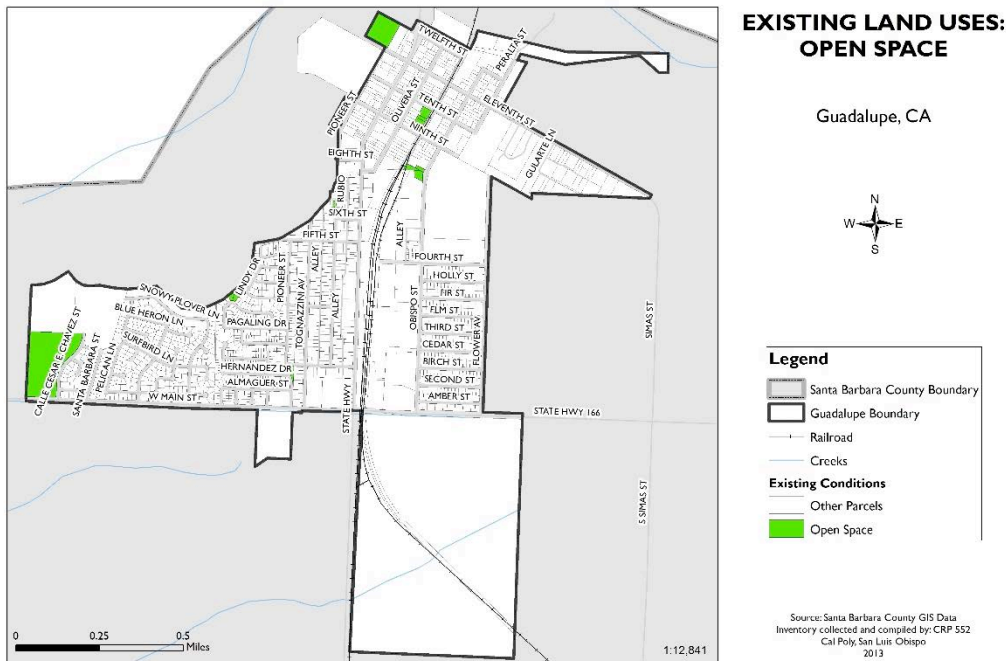 EXISTING LAND USES:
OPEN SPACE
Guadalupe, CA
N
W E
S
TWELFTH ST
PERALTA ST
PIONEER ST
OLIVERA ST
TENTH ST
ELEVENTH ST
NINTH ST
GULARTE LN
EIGHTH ST
RUBIO
SIXTH ST
FIFTH ST
ALLEY
ALLEY
FOURTH ST
LINDY DR
PIONEER ST
TOGNAZZINI AV
ALLEY
HOLLY ST
SNOWY PLOVER LN
FIR ST
BLUE HERON LN
PAGALING DR
OBISPO ST
ELM ST
FLOWER AV
SIMAS ST
CALLE CESAR E CHAVEZ ST
SANTA BARBARA ST
PELICAN LN
SURFBIRD LN
THIRD ST
CEDAR ST
HERNANDEZ DR
BIRCH ST
ALMAGUER ST
SECOND ST
W MAIN ST
AMBER ST
STATE HWY
STATE HWY 166
S SIMAS ST
Legend
Santa Barbara County Boundary
Guadalupe Boundary
Railroad
Creeks
Existing Conditions
Other Parcels
Open Space
0 0.25 0.5
Miles
1:12,841
Source: Santa Barbara County GIS Data
Inventory collected and compiled by: CRP 552
Cal Poly, San Luis Obispo
2013